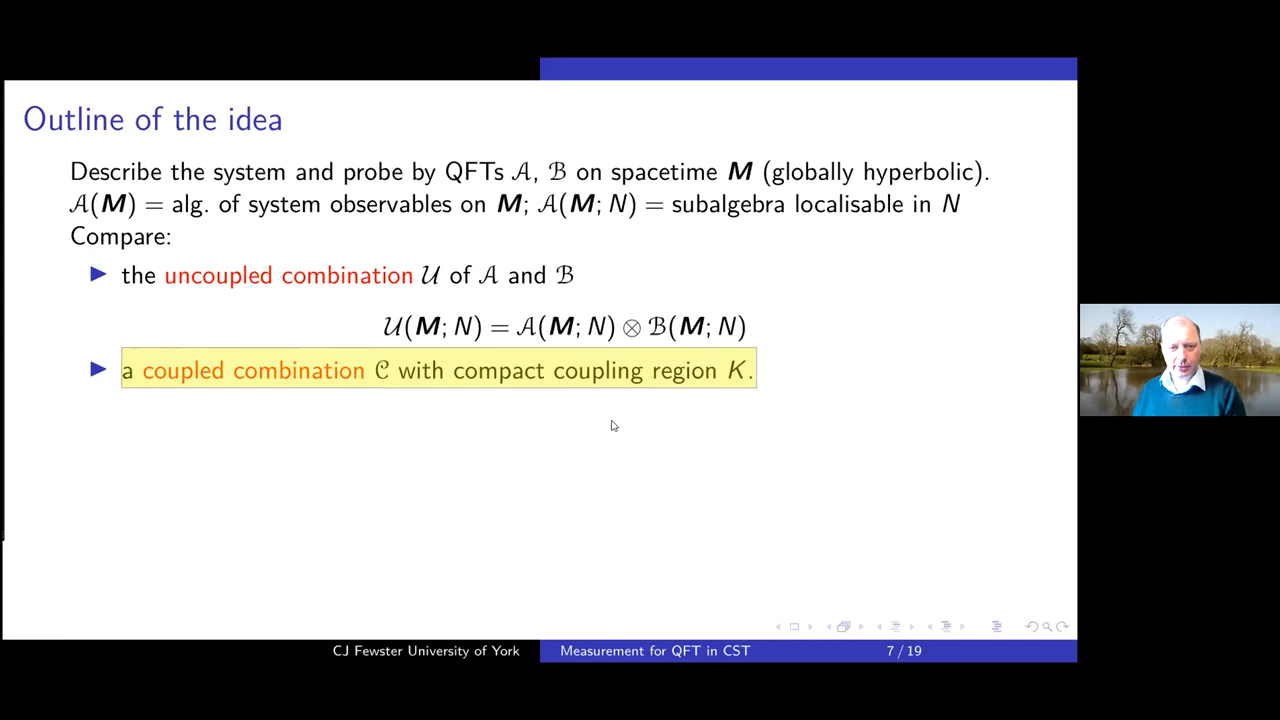 Outline of the idea
Describe the system and probe by QFTs 𝒜, ℬ on spacetime M (globally hyperbolic).
𝒜(M) = alg. of system observables on M; 𝒜(M; N) = subalgebra localisable in N
Compare:
▶ the uncoupled combination 𝒰 of 𝒜 and ℬ
𝒰(M; N) = 𝒜(M; N) ⊗ ℬ(M; N)
▶ a coupled combination 𝒞 with compact coupling region K.
CJ Fewster University of York Measurement for QFT in CST 7 / 19